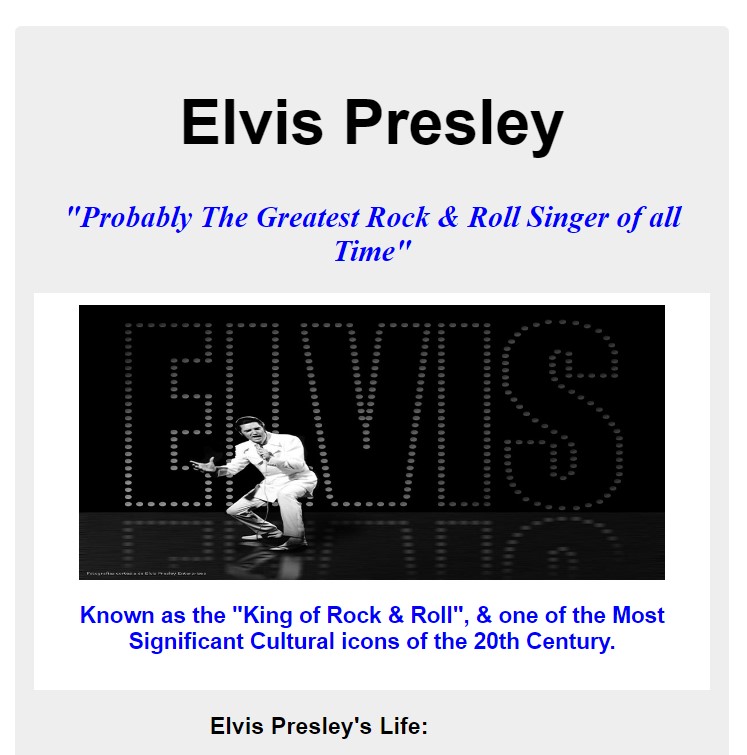 Elvis Presley
"Probably The Greatest Rock & Roll Singer of all
Time"
ELVIS
Known as the "King of Rock & Roll", & one of the Most
Significant Cultural icons of the 20th Century.
Elvis Presley's Life: